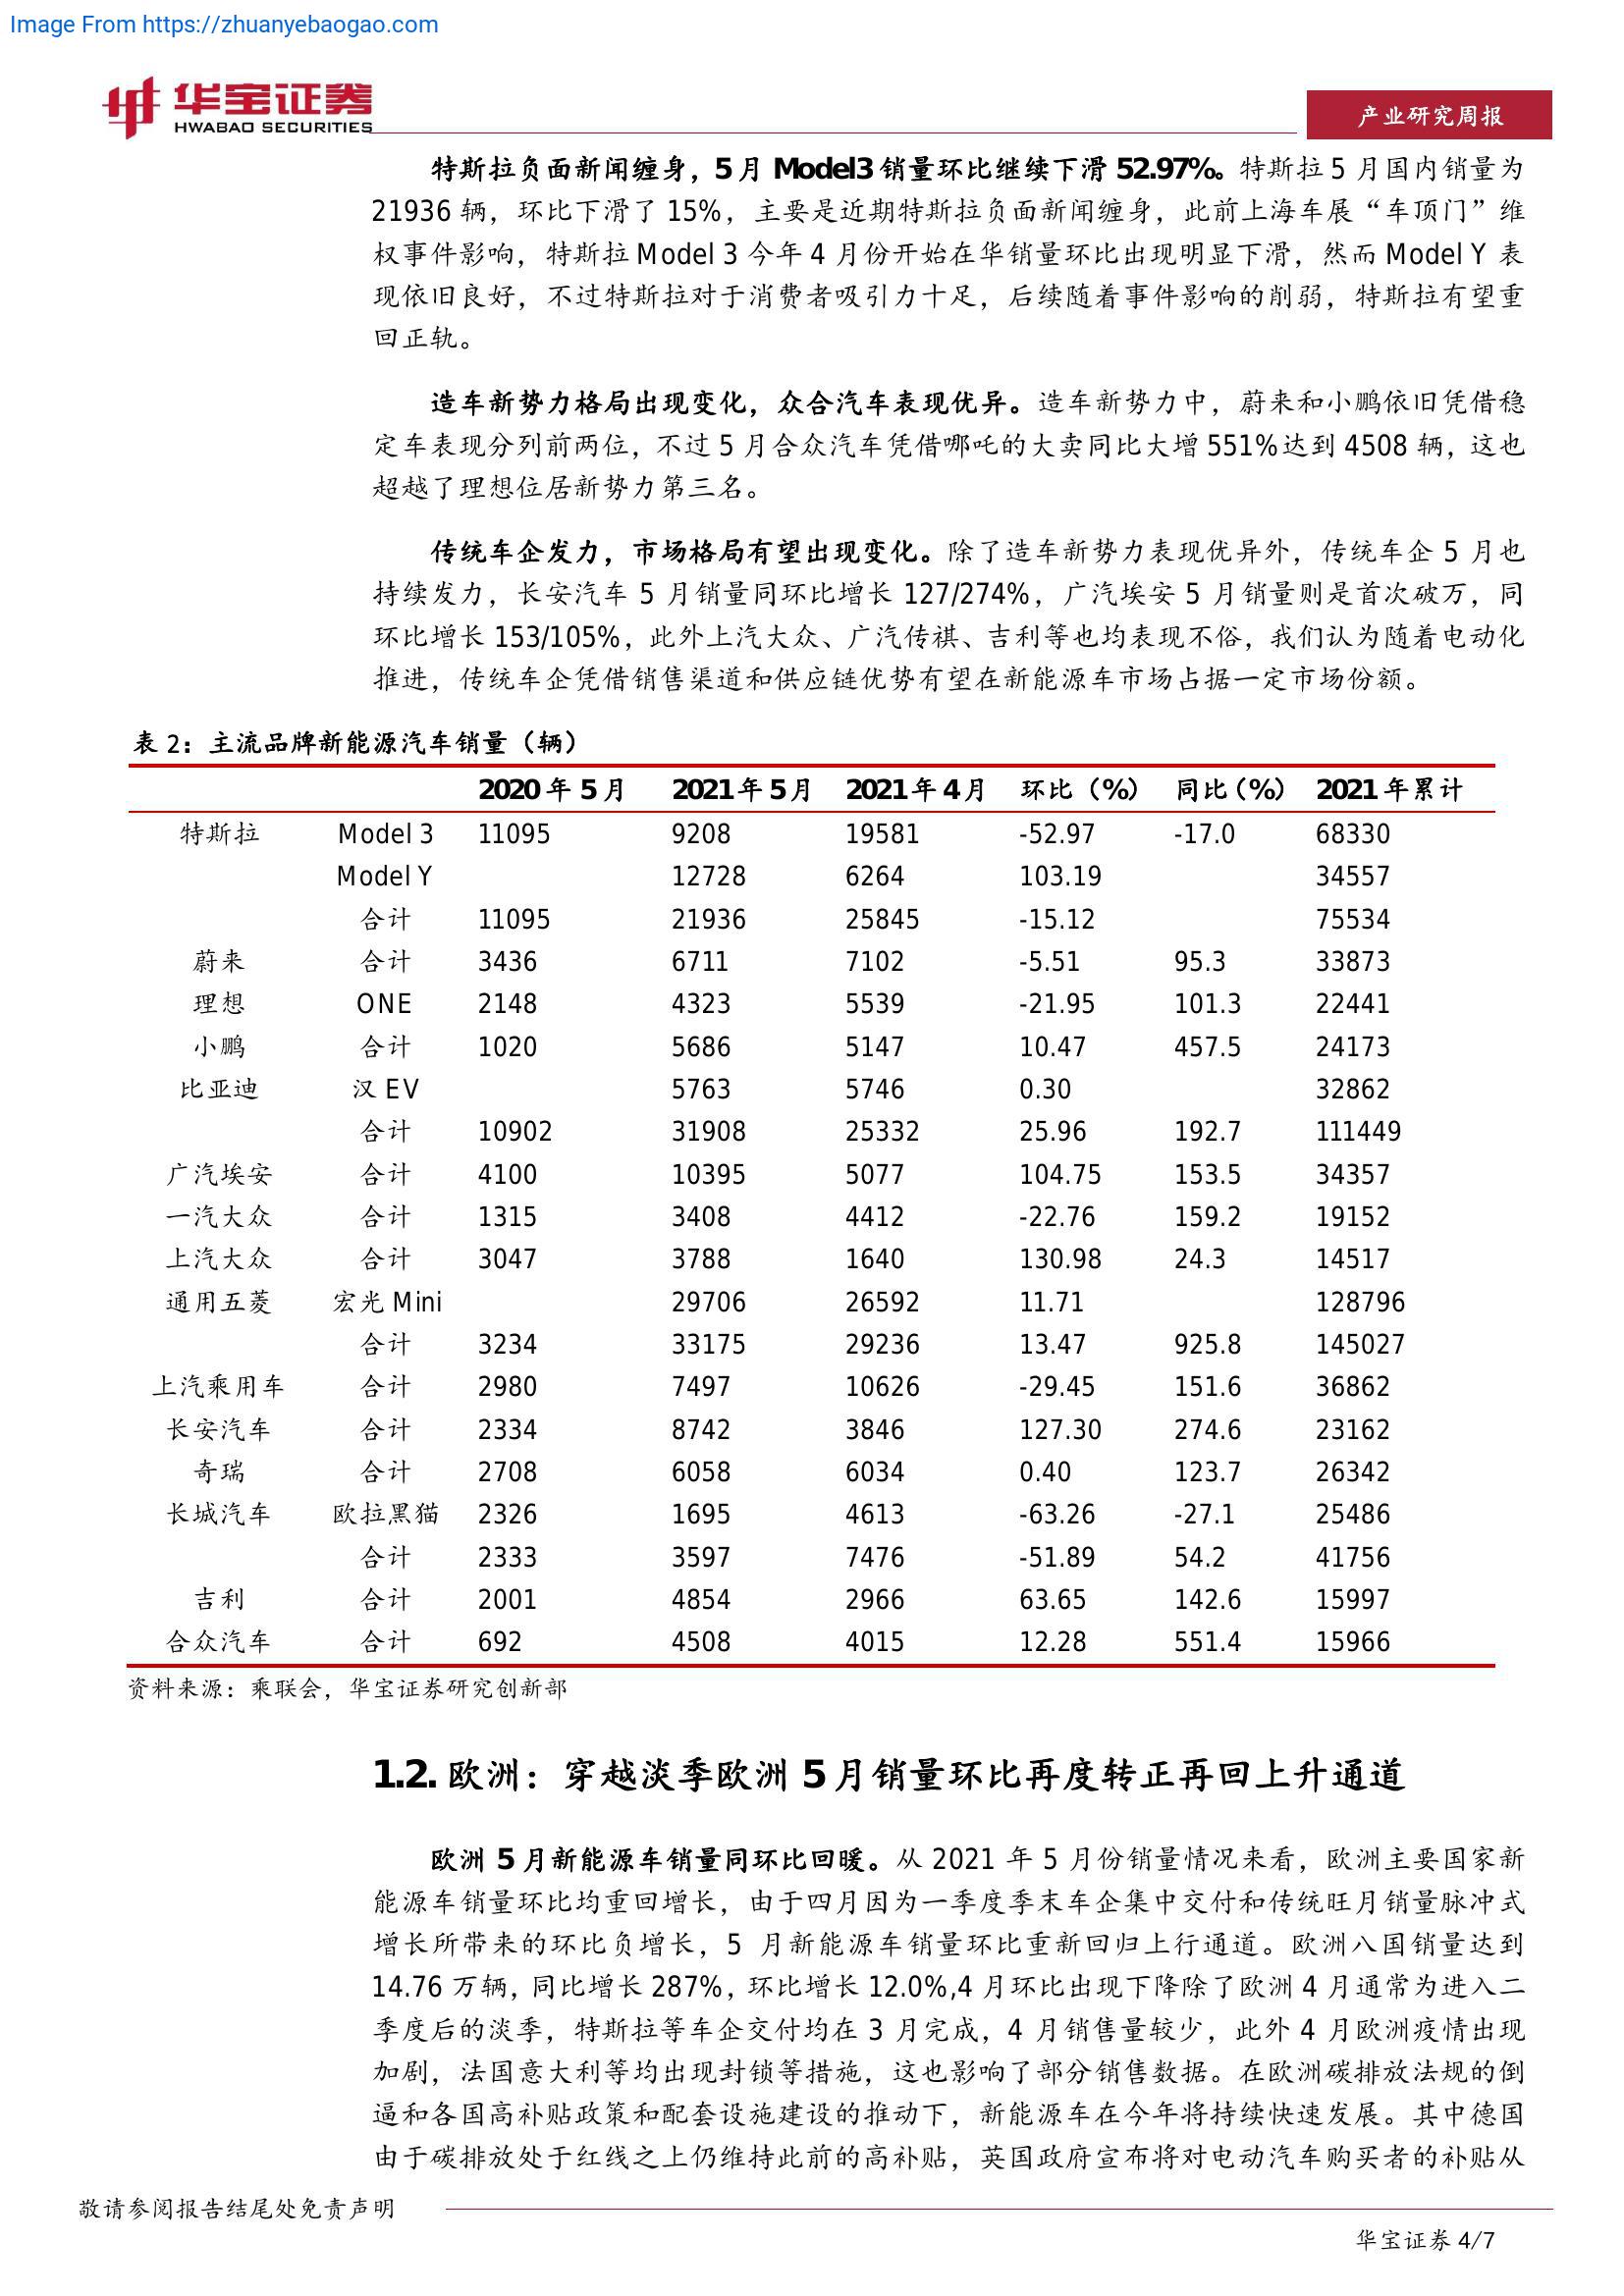 Image From https://zhuanyebaogao.com
华宝证券
HWABAO SECURITIES
产业研究周报
特斯拉负面新闻缠身，5 月 Model3 销量环比继续下滑 52.97%。特斯拉 5 月国内销量为
21936 辆，环比下滑了 15%，主要是近期特斯拉负面新闻缠身，此前上海车展“车顶门”维
权事件影响，特斯拉 Model 3 今年 4 月份开始在华销量环比出现明显下滑，然而 Model Y 表
现依旧良好，不过特斯拉对于消费者吸引力十足，后续随着事件影响的削弱，特斯拉有望重
回正轨。
造车新势力格局出现变化，众合汽车表现优异。造车新势力中，蔚来和小鹏依旧凭借稳
定车表现分列前两位，不过 5 月合众汽车凭借哪吒的大卖同比大增 551%达到 4508 辆，这也
超越了理想位居新势力第三名。
传统车企发力，市场格局有望出现变化。除了造车新势力表现优异外，传统车企 5 月也
持续发力，长安汽车 5 月销量同环比增长 127/274%，广汽埃安 5 月销量则是首次破万，同
环比增长 153/105%，此外上汽大众、广汽传祺、吉利等也均表现不俗，我们认为随着电动化
推进，传统车企凭借销售渠道和供应链优势有望在新能源车市场占据一定市场份额。
表 2：主流品牌新能源汽车销量（辆）
2020 年 5 月 2021 年 5 月 2021 年 4 月 环比（%） 同比（%） 2021 年累计
特斯拉 Model 3 11095 9208 19581 -52.97 -17.0 68330
Model Y 12728 6264 103.19 34557
合计 11095 21936 25845 -15.12 75534
蔚来 合计 3436 6711 7102 -5.51 95.3 33873
理想 ONE 2148 4323 5539 -21.95 101.3 22441
小鹏 合计 1020 5686 5147 10.47 457.5 24173
比亚迪 汉 EV 5763 5746 0.30 32862
合计 10902 31908 25332 25.96 192.7 111449
广汽埃安 合计 4100 10395 5077 104.75 153.5 34357
一汽大众 合计 1315 3408 4412 -22.76 159.2 19152
上汽大众 合计 3047 3788 1640 130.98 24.3 14517
通用五菱 宏光 Mini 29706 26592 11.71 128796
合计 3234 33175 29236 13.47 925.8 145027
上汽乘用车 合计 2980 7497 10626 -29.45 151.6 36862
长安汽车 合计 2334 8742 3846 127.30 274.6 23162
奇瑞 合计 2708 6058 6034 0.40 123.7 26342
长城汽车 欧拉黑猫 2326 1695 4613 -63.26 -27.1 25486
合计 2333 3597 7476 -51.89 54.2 41756
吉利 合计 2001 4854 2966 63.65 142.6 15997
合众汽车 合计 692 4508 4015 12.28 551.4 15966
资料来源：乘联会，华宝证券研究创新部
1.2. 欧洲：穿越淡季欧洲 5 月销量环比再度转正再回上升通道
欧洲 5 月新能源车销量同环比回暖。从 2021 年 5 月份销量情况来看，欧洲主要国家新
能源车销量环比均重回增长，由于四月因为一季度季末车企集中交付和传统旺月销量脉冲式
增长所带来的环比负增长，5 月新能源车销量环比重新回归上行通道。欧洲八国销量达到
14.76 万辆，同比增长 287%，环比增长 12.0%,4 月环比出现下降除了欧洲 4 月通常为进入二
季度后的淡季，特斯拉等车企交付均在 3 月完成，4 月销售量较少，此外 4 月欧洲疫情出现
加剧，法国意大利等均出现封锁等措施，这也影响了部分销售数据。在欧洲碳排放法规的倒
逼和各国高补贴政策和配套设施建设的推动下，新能源车在今年将持续快速发展。其中德国
由于碳排放处于红线之上仍维持此前的高补贴，英国政府宣布将对电动汽车购买者的补贴从
敬请参阅报告结尾处免责声明
华宝证券 4/7